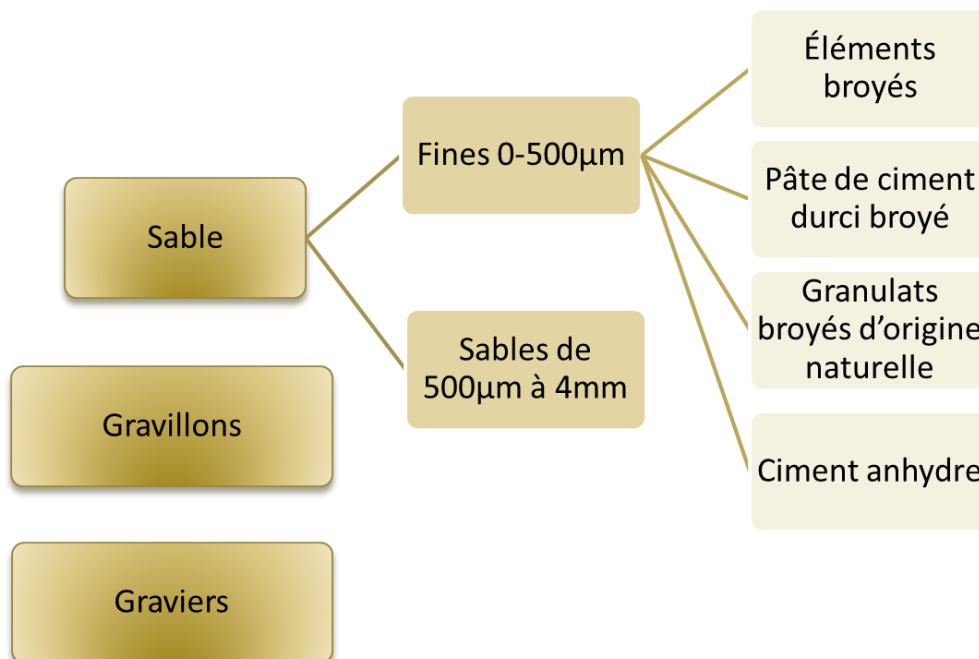 Sable
Gravillons
Graviers
Fines 0-500µm
Sables de
500µm à 4mm
Éléments
broyés
Pâte de ciment
durci broyé
Granulats
broyés d’origine
naturelle
Ciment anhydre